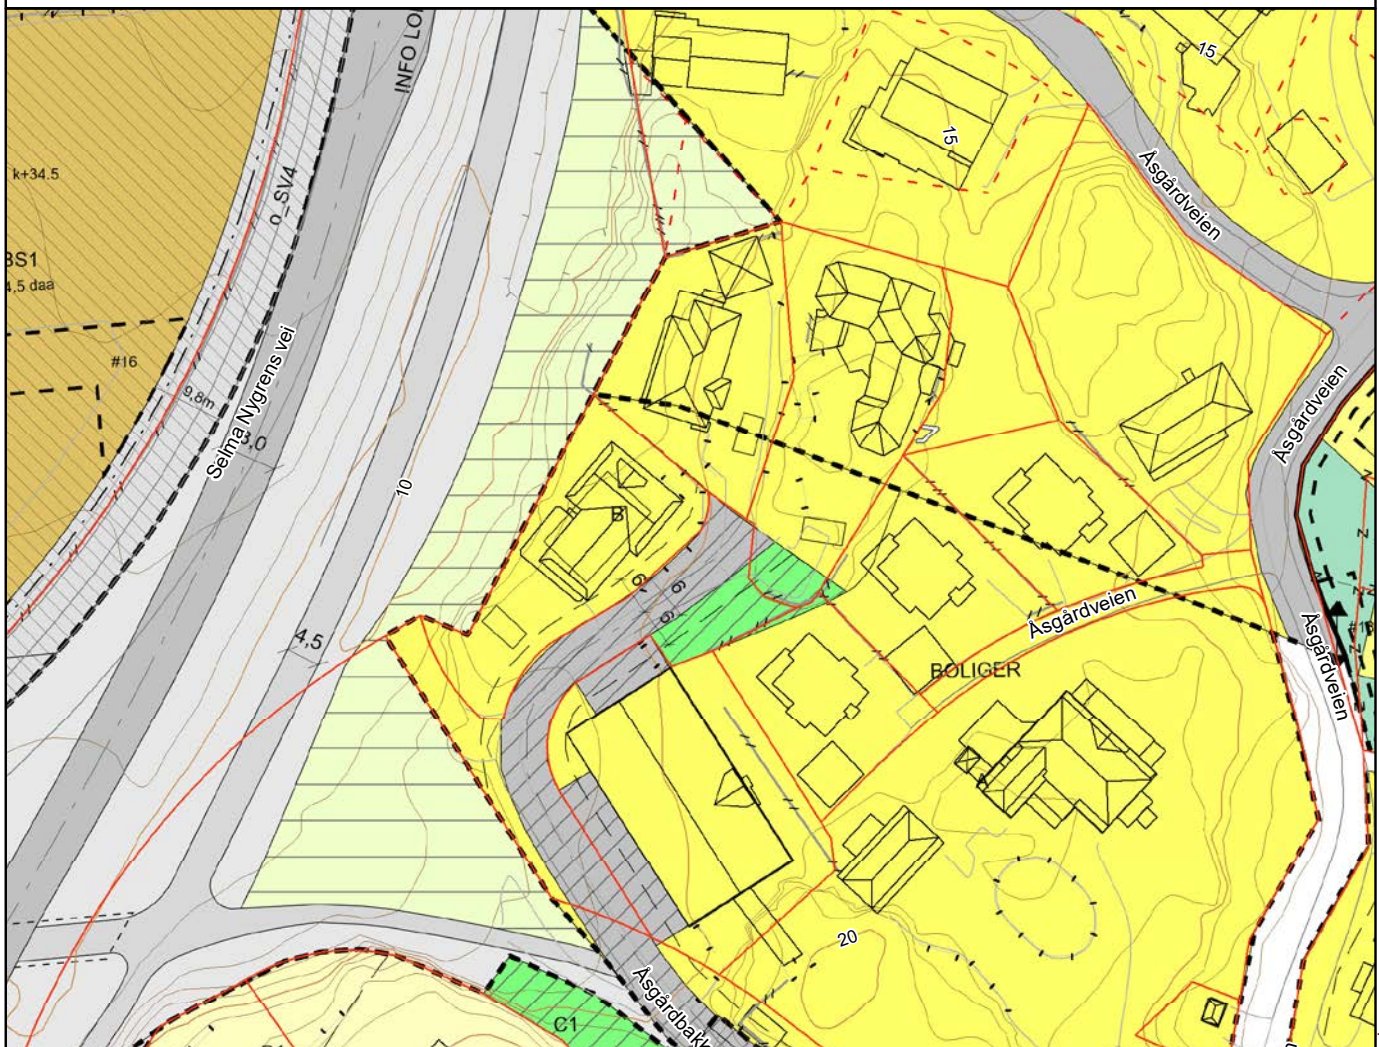 INFO LO
15
o_SV4
k+34.5
15
Åsgårdveien
BS1
4,5 daa
#16
9,8m
Selma Nygrens vei
3,0
10
7
Åsgårdveien
B
6
6
6
4,5
Åsgårdveien
Åsgårdveien
BOLIGER
A
20
Åsgårdbakk
C1